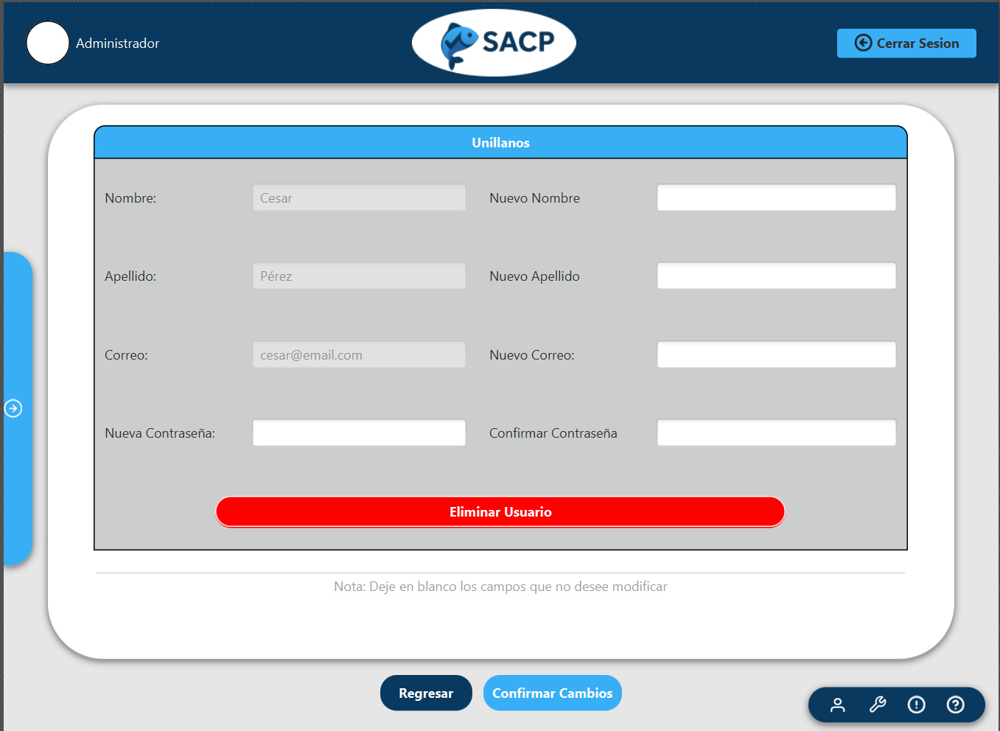 Administrador
SACP
Cerrar Sesion
Unillanos
Nombre: Cesar Nuevo Nombre
Apellido: Pérez Nuevo Apellido
Correo: cesar@email.com Nuevo Correo:
Nueva Contraseña: Confirmar Contraseña
Eliminar Usuario
Nota: Deje en blanco los campos que no desee modificar
Regresar Confirmar Cambios